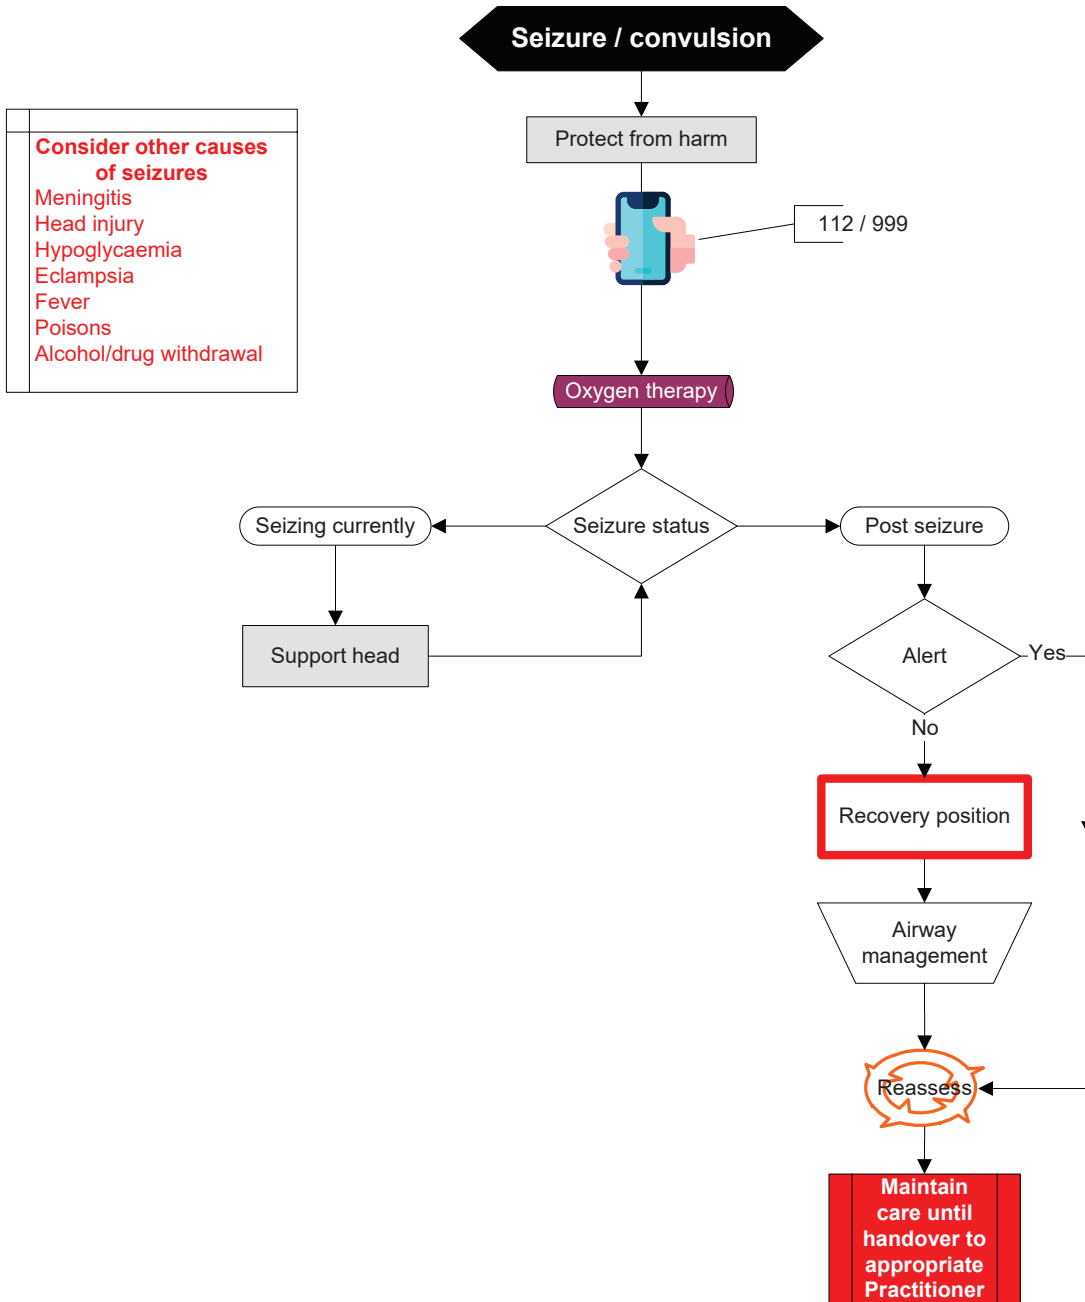 Seizure / convulsion
Protect from harm
112 / 999
Consider other causes
of seizures
Meningitis
Head injury
Hypoglycaemia
Eclampsia
Fever
Poisons
Alcohol/drug withdrawal
Oxygen therapy
Seizing currently
Seizure status
Post seizure
Support head
Alert
Yes
No
Recovery position
Airway
management
Reassess
Maintain
care until
handover to
appropriate
Practitioner